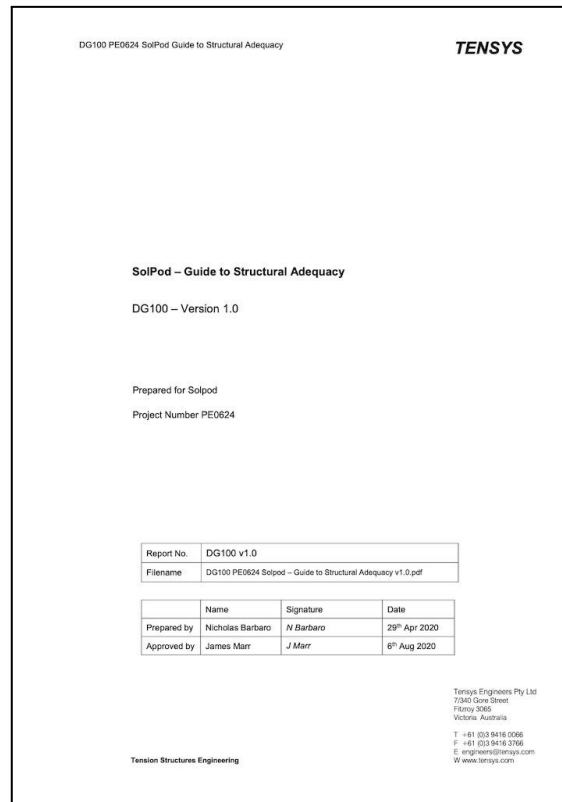 DG100 PE0624 SolPod Guide to Structural Adequacy
TENSYS
SolPod – Guide to Structural Adequacy
DG100 – Version 1.0
Prepared for Solpod
Project Number PE0624
Report No. DG100 v1.0
Filename DG100 PE0624 Solpod – Guide to Structural Adequacy v1.0.pdf
Name Signature Date
Prepared by Nicholas Barbaro N Barbaro 29th Apr 2020
Approved by James Marr J Marr 6th Aug 2020
Tensys Engineers Pty Ltd
7/340 Gore Street
Fitzroy 3065
Victoria Australia
T +61 (0)3 9416 0066
F +61 (0)3 9416 3766
E engineers@tensys.com
W www.tensys.com
Tension Structures Engineering